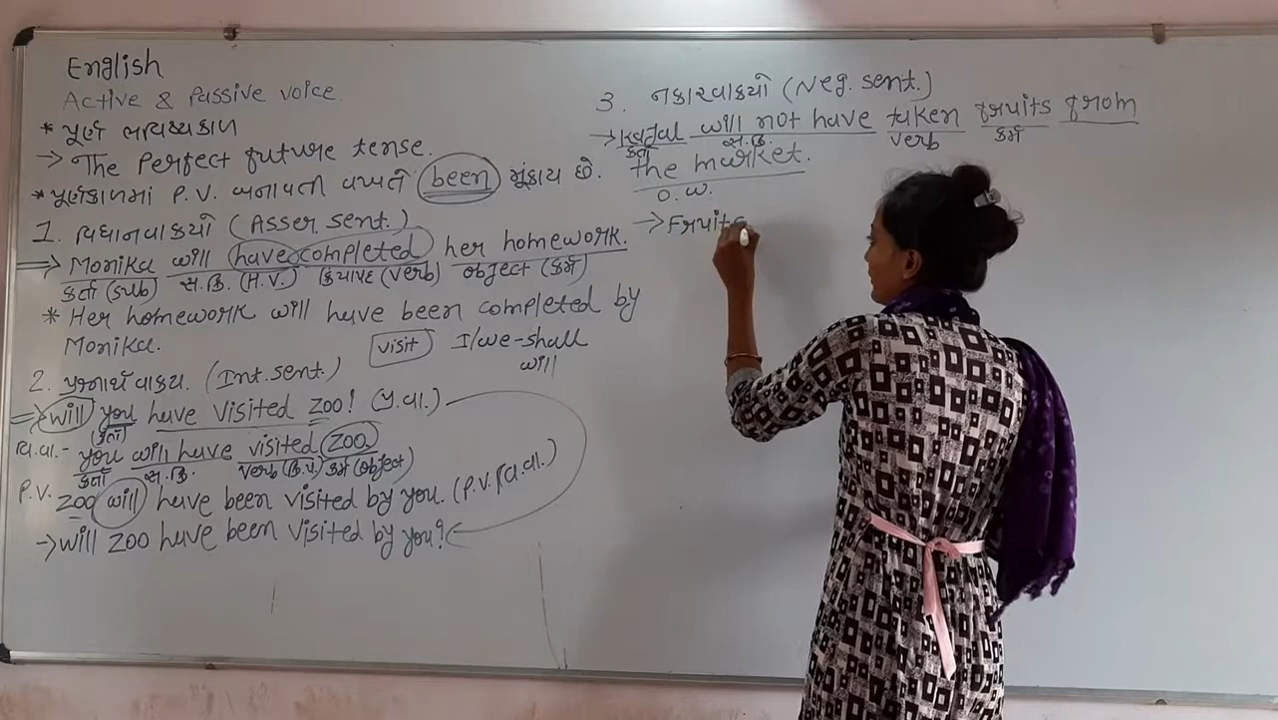 English
Active & Passive voice.
* પૂર્ણ ભવિષ્યકાળ
→ The Perfect future tense.
* પૂર્ણકાળમાં P.V. બનાવતી વખતે been મૂકાય છે.
1. વિધાનવાક્યો (Asser. sent.)
⇒ Monika will have completed her homework.
કર્તા (sub) સ.ક્રિ. (H.V.) ક્રિયાપદ (Verb) object (કર્મ)
* Her homework will have been completed by
Monika.
visit I/we-shall
will
2. પ્રશ્નાર્થ વાક્ય. (Int. sent.)
⇒ will you have visited Zoo! (પ્ર.વા.)
(કર્તા)
વિ.વા.- you will have visited Zoo
કર્તા સ.ક્રિ. verb (ક્રિ.પ.) કર્મ (object)
P.V. Zoo will have been visited by you. (P.V.)(વિ.વા.)
→ will Zoo have been visited by you?
3. નકારવાક્યો (Neg. sent.)
→ Kajal will not have taken fruits from
કર્તા સ.ક્રિ. verb કર્મ
the market.
O.W.
→ Fruits